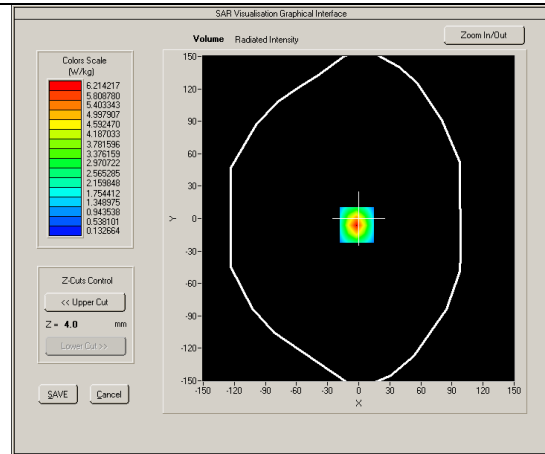 SAR Visualisation Graphical Interface
Volume Radiated Intensity
Zoom In/Out
Colors Scale
(W/kg)
6.214217
5.808780
5.403343
4.997907
4.592470
4.187033
3.781596
3.376159
2.970722
2.565285
2.159848
1.754412
1.348975
0.943538
0.538101
0.132664
Z-Cuts Control
<< Upper Cut
Z = 4.0 mm
Lower Cut >>
SAVE Cancel
150-
120-
90-
60-
30-
0-
-30-
-60-
-90-
-120-
-150-
Y
-150 -120 -90 -60 -30 0 30 60 90 120 150
X